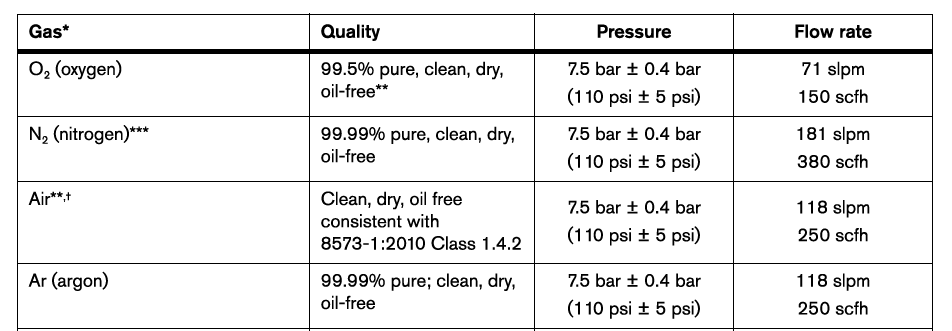 Gas* Quality Pressure Flow rate
O₂ (oxygen) 99.5% pure, clean, dry, 7.5 bar ± 0.4 bar 71 slpm
oil-free** (110 psi ± 5 psi) 150 scfh
N₂ (nitrogen)*** 99.99% pure, clean, dry, 7.5 bar ± 0.4 bar 181 slpm
oil-free (110 psi ± 5 psi) 380 scfh
Air**,† Clean, dry, oil free 7.5 bar ± 0.4 bar 118 slpm
consistent with (110 psi ± 5 psi) 250 scfh
8573-1:2010 Class 1.4.2
Ar (argon) 99.99% pure; clean, dry, 7.5 bar ± 0.4 bar 118 slpm
oil-free (110 psi ± 5 psi) 250 scfh